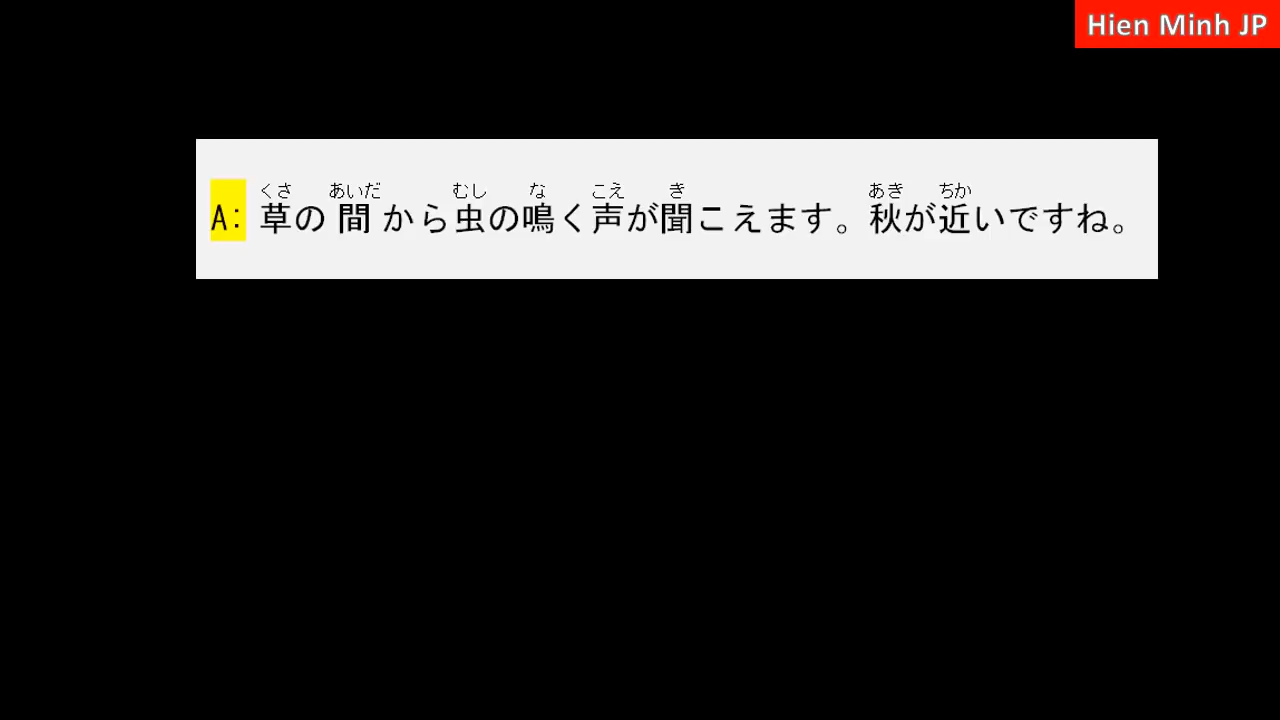 Hien Minh JP
くさ あいだ むし な こえ き あき ちか
A: 草の間から虫の鳴く声が聞こえます。秋が近いですね。